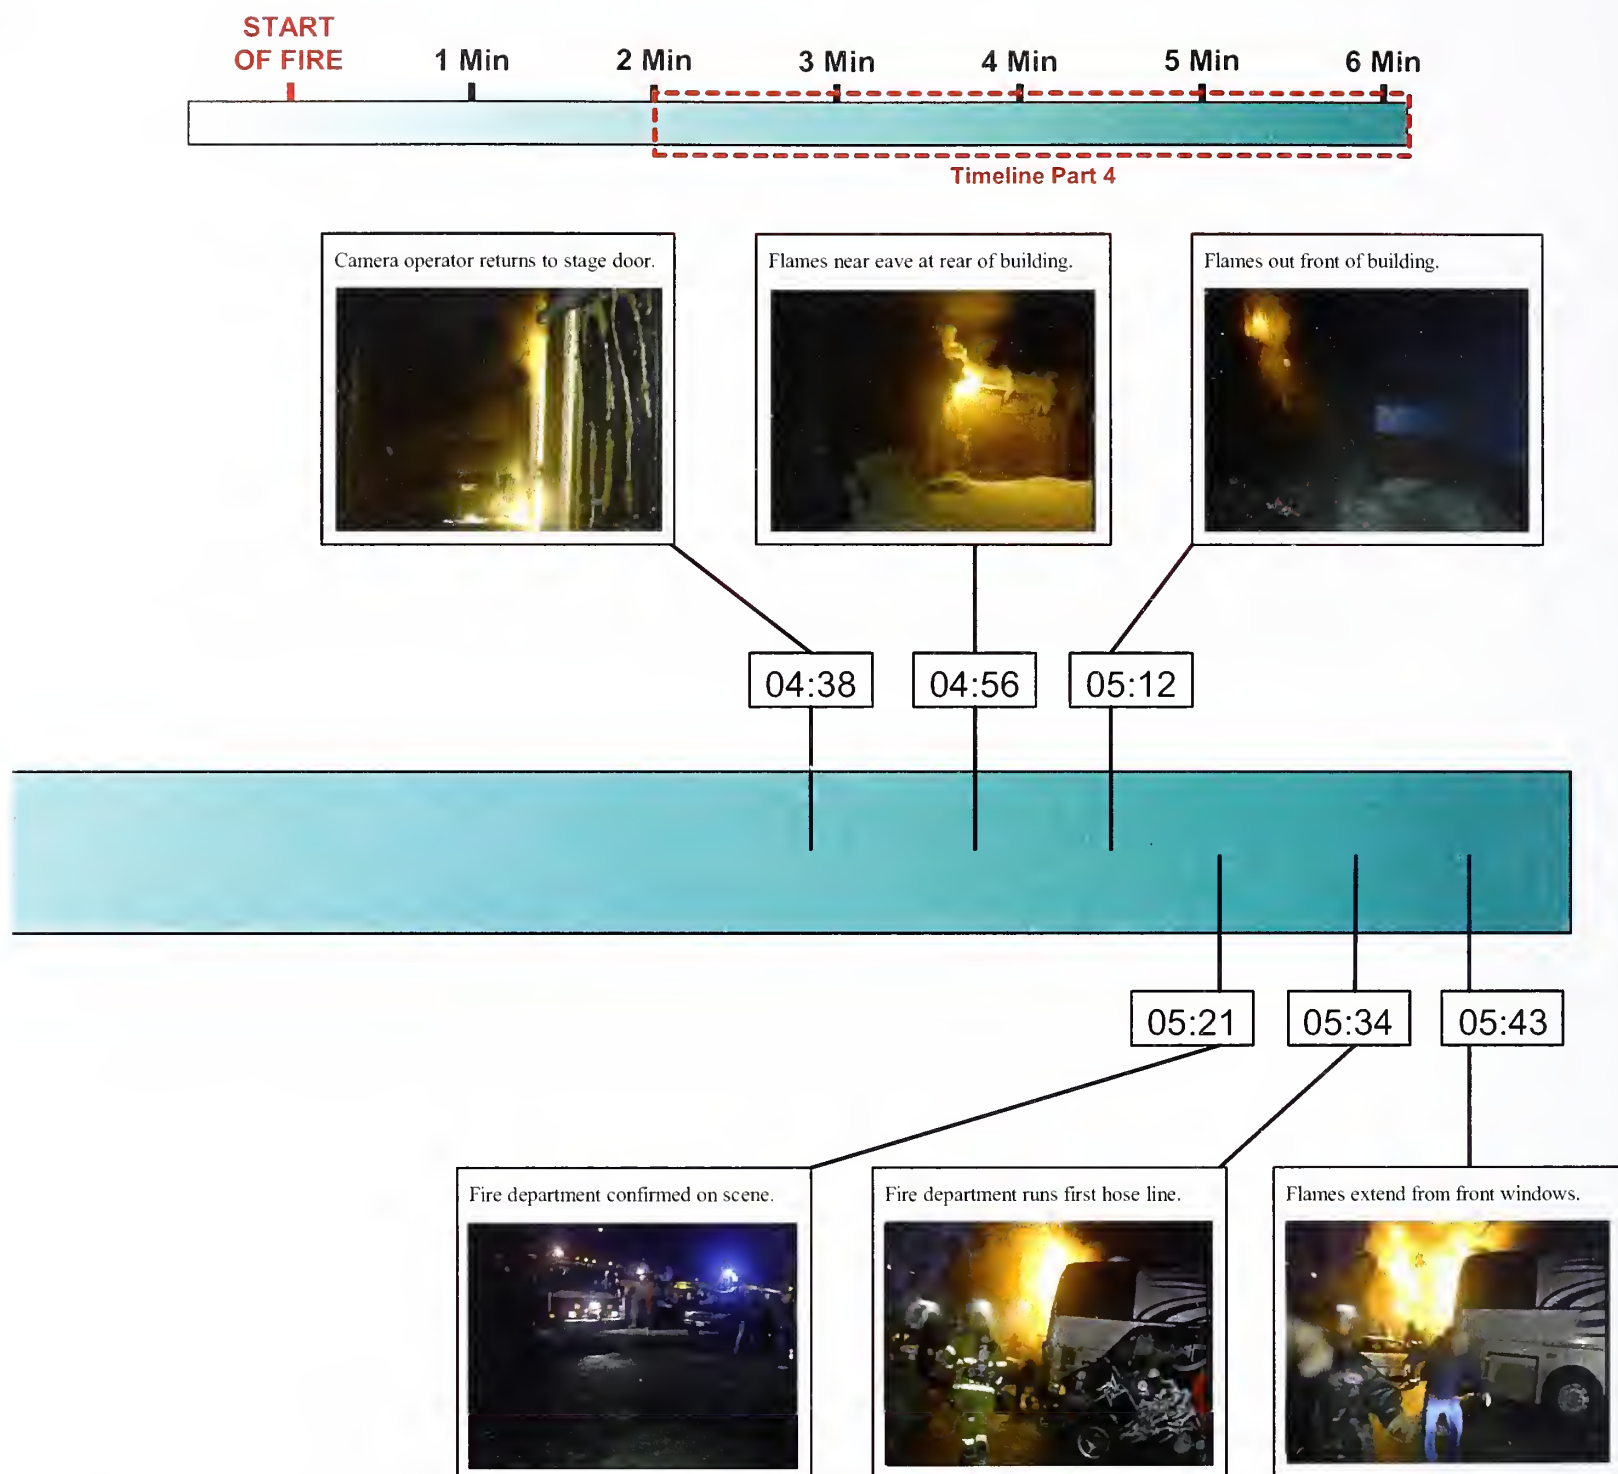 START
OF FIRE
1 Min
2 Min
3 Min
4 Min
5 Min
6 Min
Timeline Part 4
Camera operator returns to stage door.
Flames near eave at rear of building.
Flames out front of building.
04:38
04:56
05:12
05:21
05:34
05:43
Fire department confirmed on scene.
Fire department runs first hose line.
Flames extend from front windows.